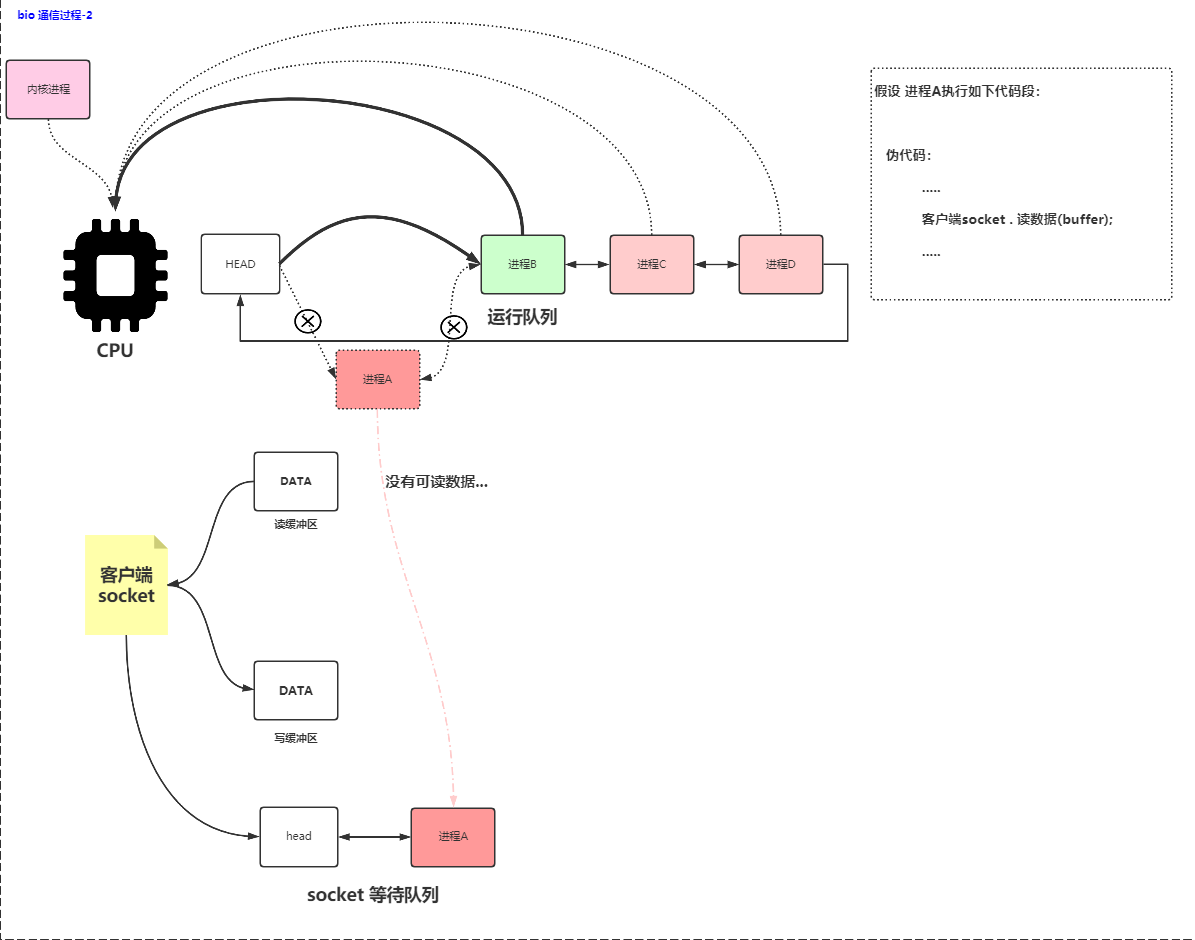 bio 通信过程-2
内核进程
假设 进程A执行如下代码段:
伪代码:
.....
客户端socket . 读数据(buffer);
.....
HEAD
进程B
进程C
进程D
运行队列
CPU
进程A
没有可读数据...
DATA
读缓冲区
客户端
socket
DATA
写缓冲区
head
进程A
socket 等待队列